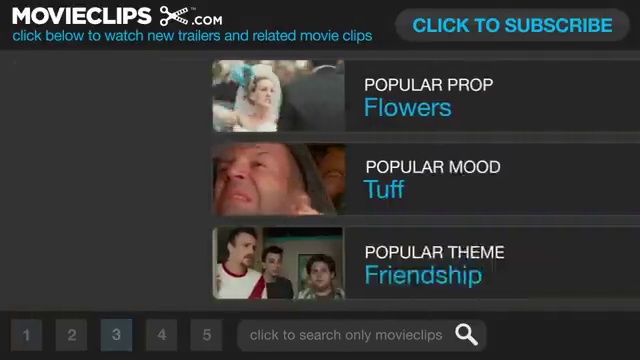 MOVIECLIPS .COM
click below to watch new trailers and related movie clips
CLICK TO SUBSCRIBE
POPULAR PROP
Flowers
POPULAR MOOD
Tuff
POPULAR THEME
Friendship
1 2 3 4 5
click to search only movieclips